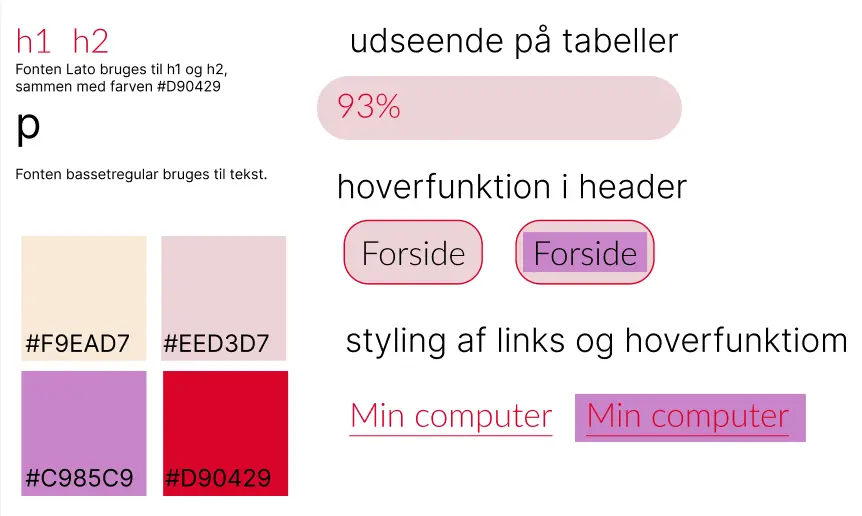 h1 h2
Fonten Lato bruges til h1 og h2,
sammen med farven #D90429
p
Fonten bassetregular bruges til tekst.
#F9EAD7
#EED3D7
#C985C9
#D90429
udseende på tabeller
93%
hoverfunktion i header
Forside
Forside
styling af links og hoverfunktiom
Min computer
Min computer